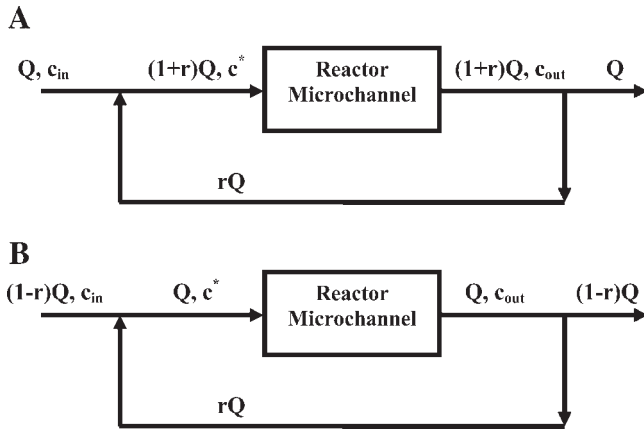 A
Q, c_in
(1+r)Q, c*
Reactor
Microchannel
(1+r)Q, c_out
Q
rQ
B
(1-r)Q, c_in
Q, c*
Reactor
Microchannel
Q, c_out
(1-r)Q
rQ